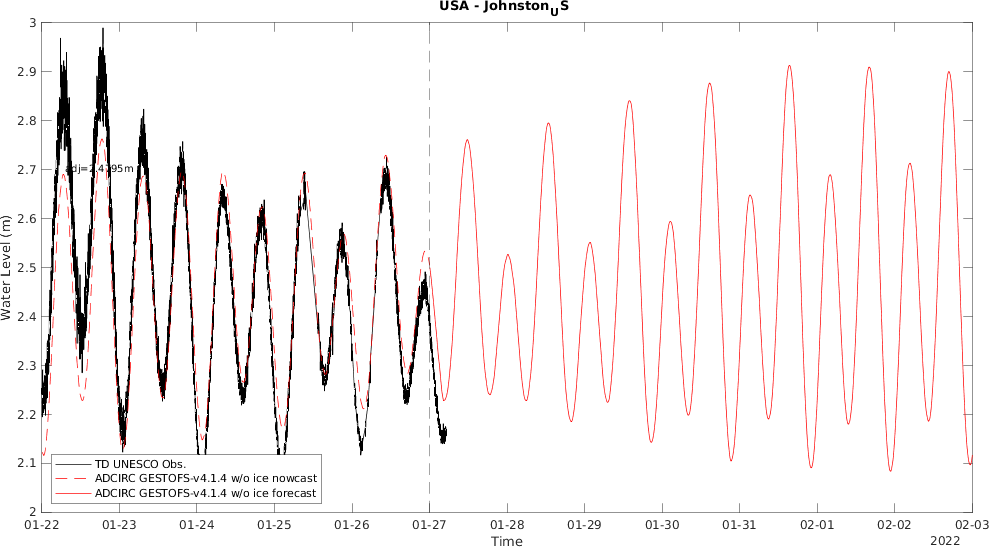 USA - Johnston_US
3
2.9
2.8
2.7
2.6
2.5
2.4
2.3
2.2
2.1
2
Water Level (m)
TD UNESCO Obs.
ADCIRC GESTOFS-v4.1.4 w/o ice nowcast
ADCIRC GESTOFS-v4.1.4 w/o ice forecast
01-22 01-23 01-24 01-25 01-26 01-27 01-28 01-29 01-30 01-31 02-01 02-02 02-03
Time
2022